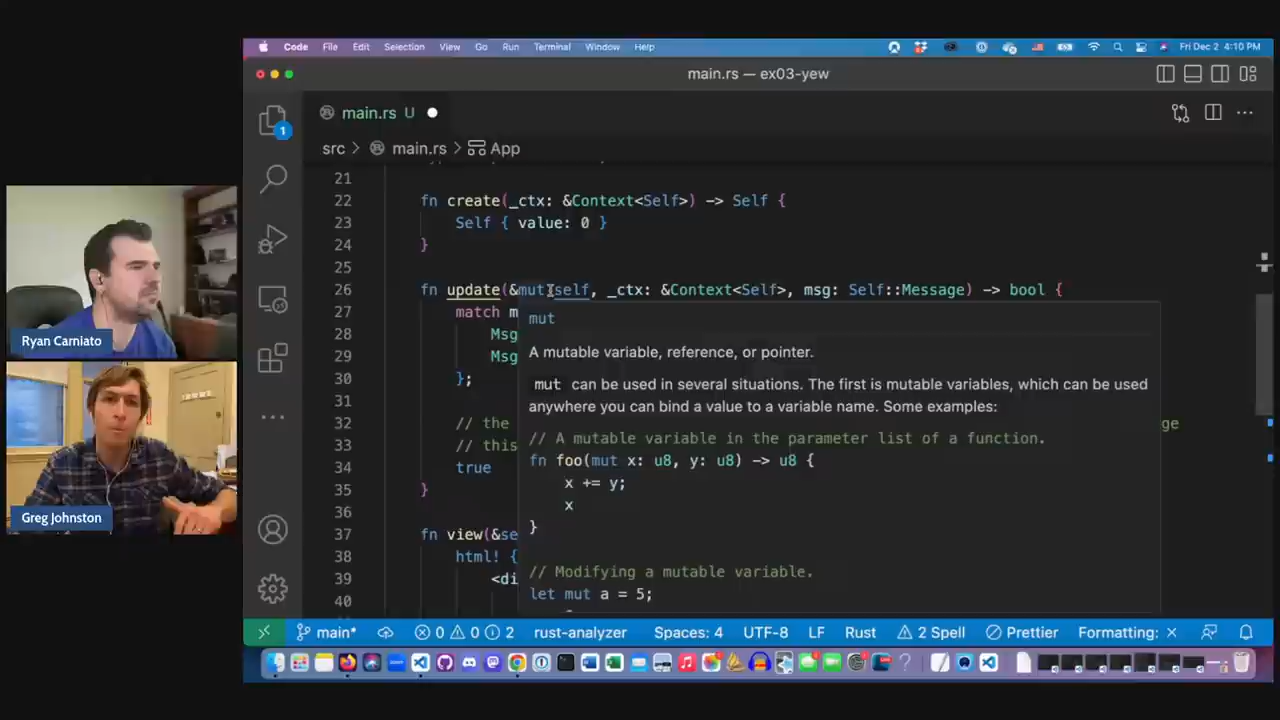 Code File Edit Selection View Go Run Terminal Window Help Fri Dec 2 4:10 PM
main.rs — ex03-yew
main.rs U
1
src > main.rs > App
21
22 fn create(_ctx: &Context<Self>) -> Self {
23 Self { value: 0 }
24 }
25
26 fn update(&mut self, _ctx: &Context<Self>, msg: Self::Message) -> bool {
27 match m
28 Msg
29 Msg
30 };
31
32 // the ge
33 // this
34 true
35 }
36
37 fn view(&se
38 html! {
39 <di
40
mut
A mutable variable, reference, or pointer.
mut can be used in several situations. The first is mutable variables, which can be used
anywhere you can bind a value to a variable name. Some examples:
// A mutable variable in the parameter list of a function.
fn foo(mut x: u8, y: u8) -> u8 {
x += y;
x
}
// Modifying a mutable variable.
let mut a = 5;
Ryan Carniato
Greg Johnston
main* 0 0 2 rust-analyzer Spaces: 4 UTF-8 LF Rust 2 Spell Prettier Formatting: ×